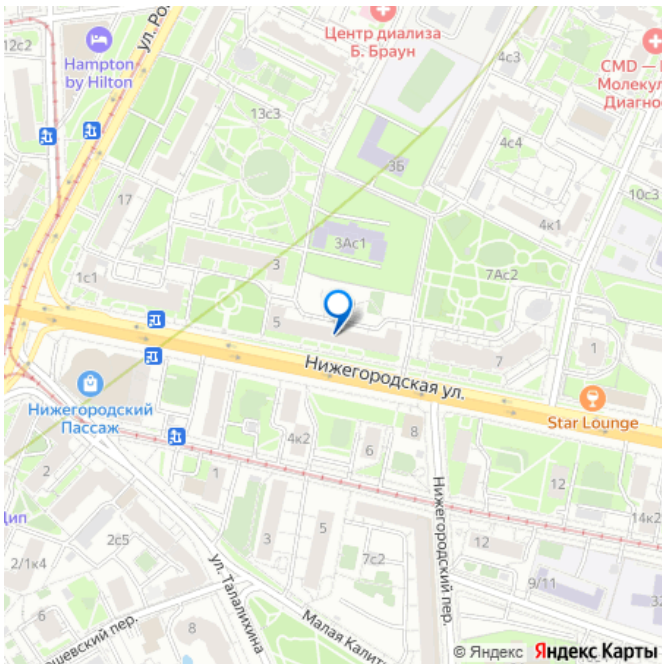 12с2
Hampton
by Hilton
ул. Ро
Центр диализа
Б. Браун
4с3
CMD —
Молекул
Диагно
13с3
4с4
3Б
10с3
17
4к1
3Ас1
3
7Ас2
1с1
5
7
1
Нижегородская ул.
Нижегородский
Пассаж
Star Lounge
4к2
6
8
2
1
12
Цип
14к2
Нижегородский пер.
2с5
3
5
7с2
12
2/1к4
9/11
32
ул. Талалихина
6
Малая Калит
ошевский пер.
8
© Яндекс Яндекс Карты